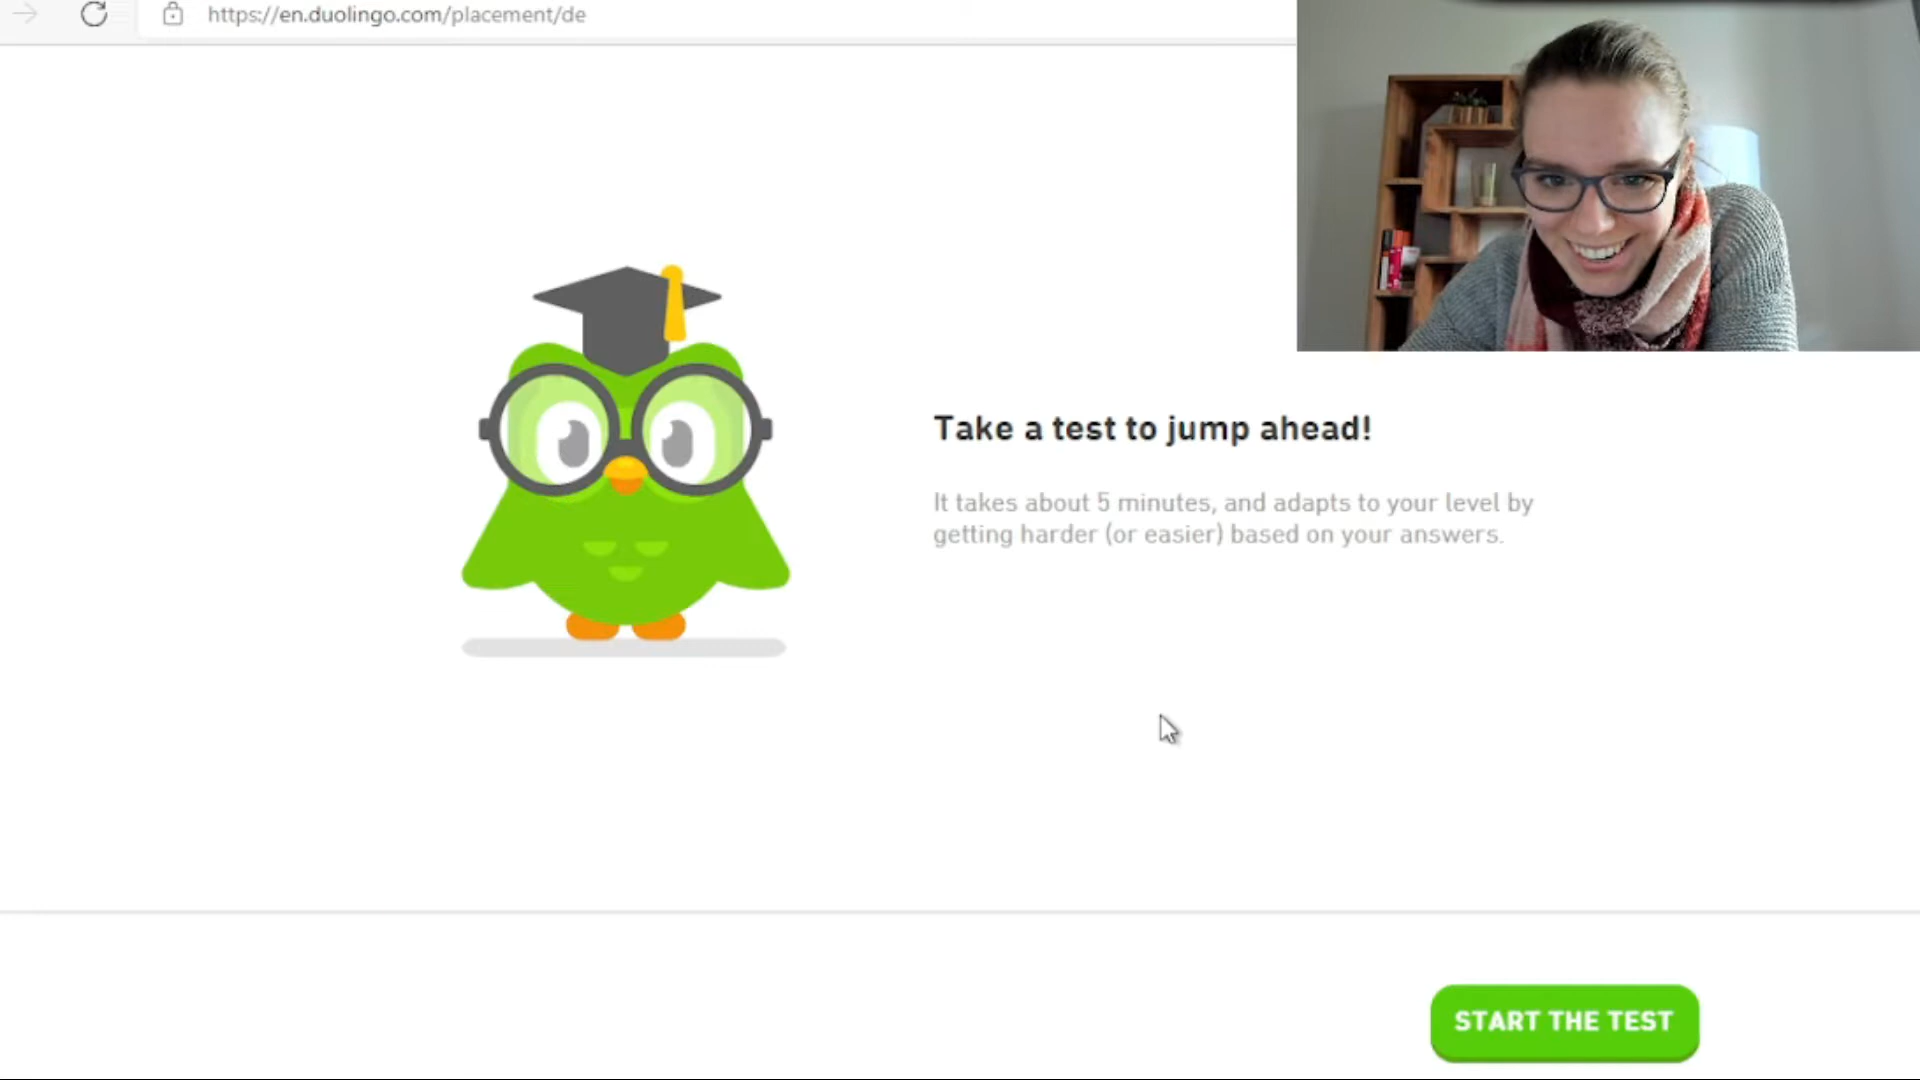 https://en.duolingo.com/placement/de
Take a test to jump ahead!
It takes about 5 minutes, and adapts to your level by
getting harder (or easier) based on your answers.
START THE TEST